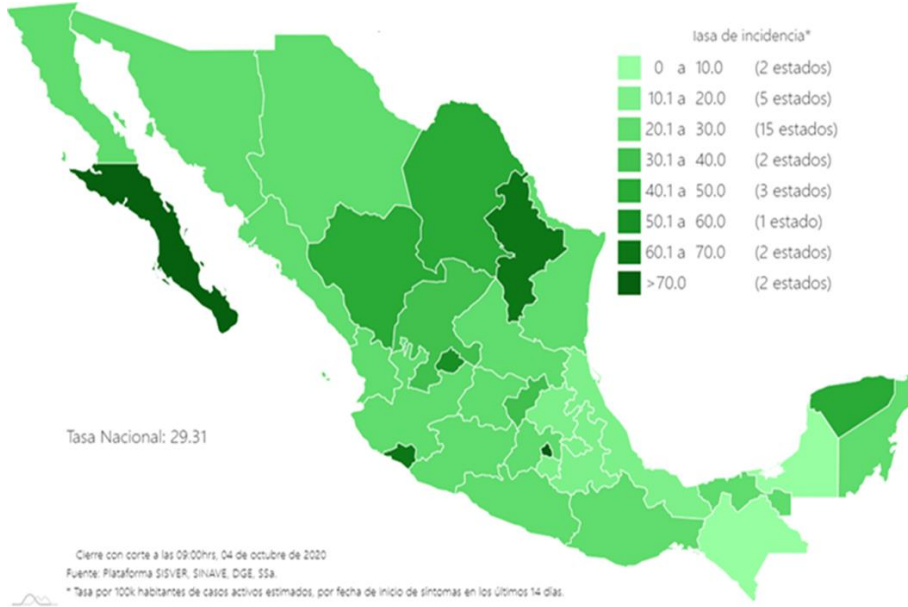 Tasa de incidencia*
0 a 10.0 (2 estados)
10.1 a 20.0 (5 estados)
20.1 a 30.0 (15 estados)
30.1 a 40.0 (2 estados)
40.1 a 50.0 (3 estados)
50.1 a 60.0 (1 estado)
60.1 a 70.0 (2 estados)
>70.0 (2 estados)
Tasa Nacional: 29.31
Cierre con corte a las 09:00hrs, 04 de octubre de 2020
Fuente: Plataforma SISVER, SINAVE, DGE, SSa.
* Tasa por 100k habitantes de casos activos estimados, por fecha de inicio de síntomas en los últimos 14 días.